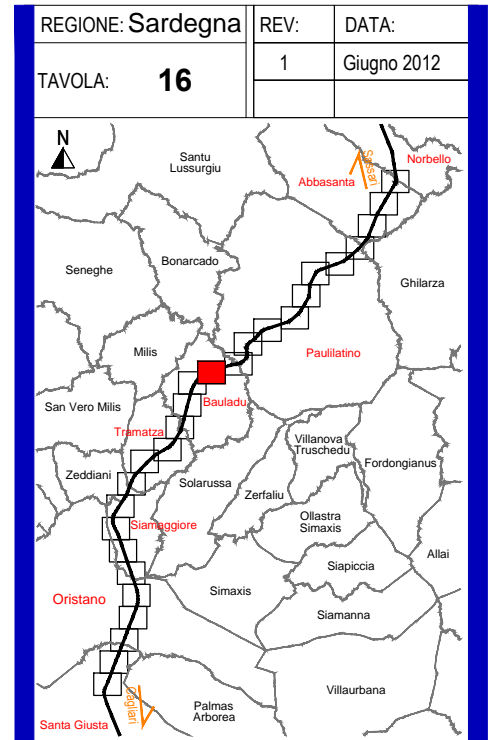 REGIONE: Sardegna
REV:
DATA:
TAVOLA: 16
1
Giugno 2012
N
Santu
Lussurgiu
Sassari
Norbello
Abbasanta
Seneghe
Bonarcado
Ghilarza
Milis
Paulilatino
San Vero Milis
Bauladu
Tramatza
Villanova
Truschedu
Zeddiani
Solarussa
Zerfaliu
Fordongianus
Ollastra
Simaxis
Siamaggiore
Allai
Siapiccia
Oristano
Simaxis
Siamanna
Cagliari
Villaurbana
Palmas
Arborea
Santa Giusta